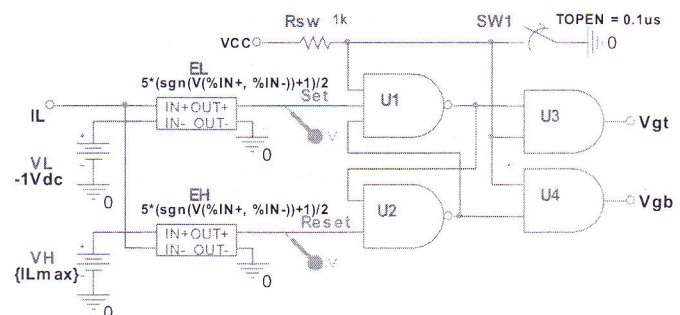 Rsw 1k
SW1
TOPEN = 0.1us
VCC
0
EL
5*(sgn(V(%IN+, %IN-))+1)/2
Set
U1
U3
Vgt
IL
IN+OUT+
IN- OUT-
V
0
VL
-1Vdc
0
EH
5*(sgn(V(%IN+, %IN-))+1)/2
Reset
U2
U4
Vgb
IN+OUT+
IN- OUT-
V
VH
{ILmax}
0
0